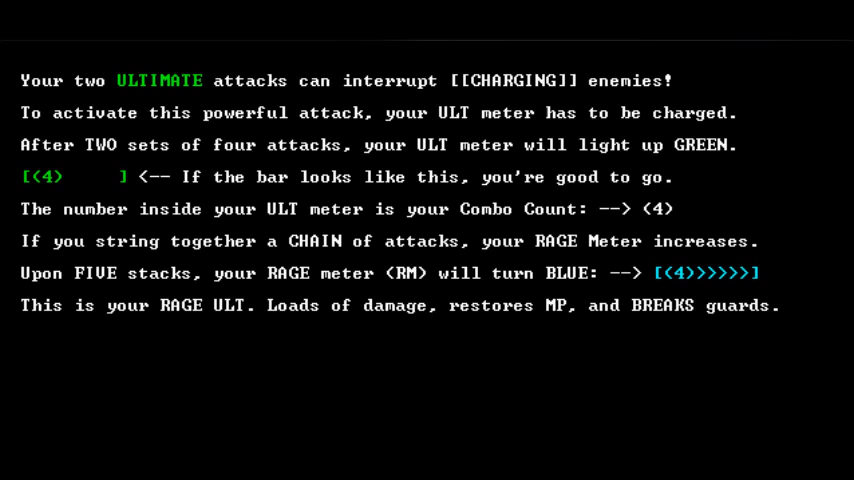 Your two ULTIMATE attacks can interrupt [[CHARGING]] enemies!
To activate this powerful attack, your ULT meter has to be charged.
After TWO sets of four attacks, your ULT meter will light up GREEN.
[(4)      ] <-- If the bar looks like this, you're good to go.
The number inside your ULT meter is your Combo Count: --> (4)
If you string together a CHAIN of attacks, your RAGE Meter increases.
Upon FIVE stacks, your RAGE meter (RM) will turn BLUE: --> [(4)>>>>>>]
This is your RAGE ULT. Loads of damage, restores MP, and BREAKS guards.